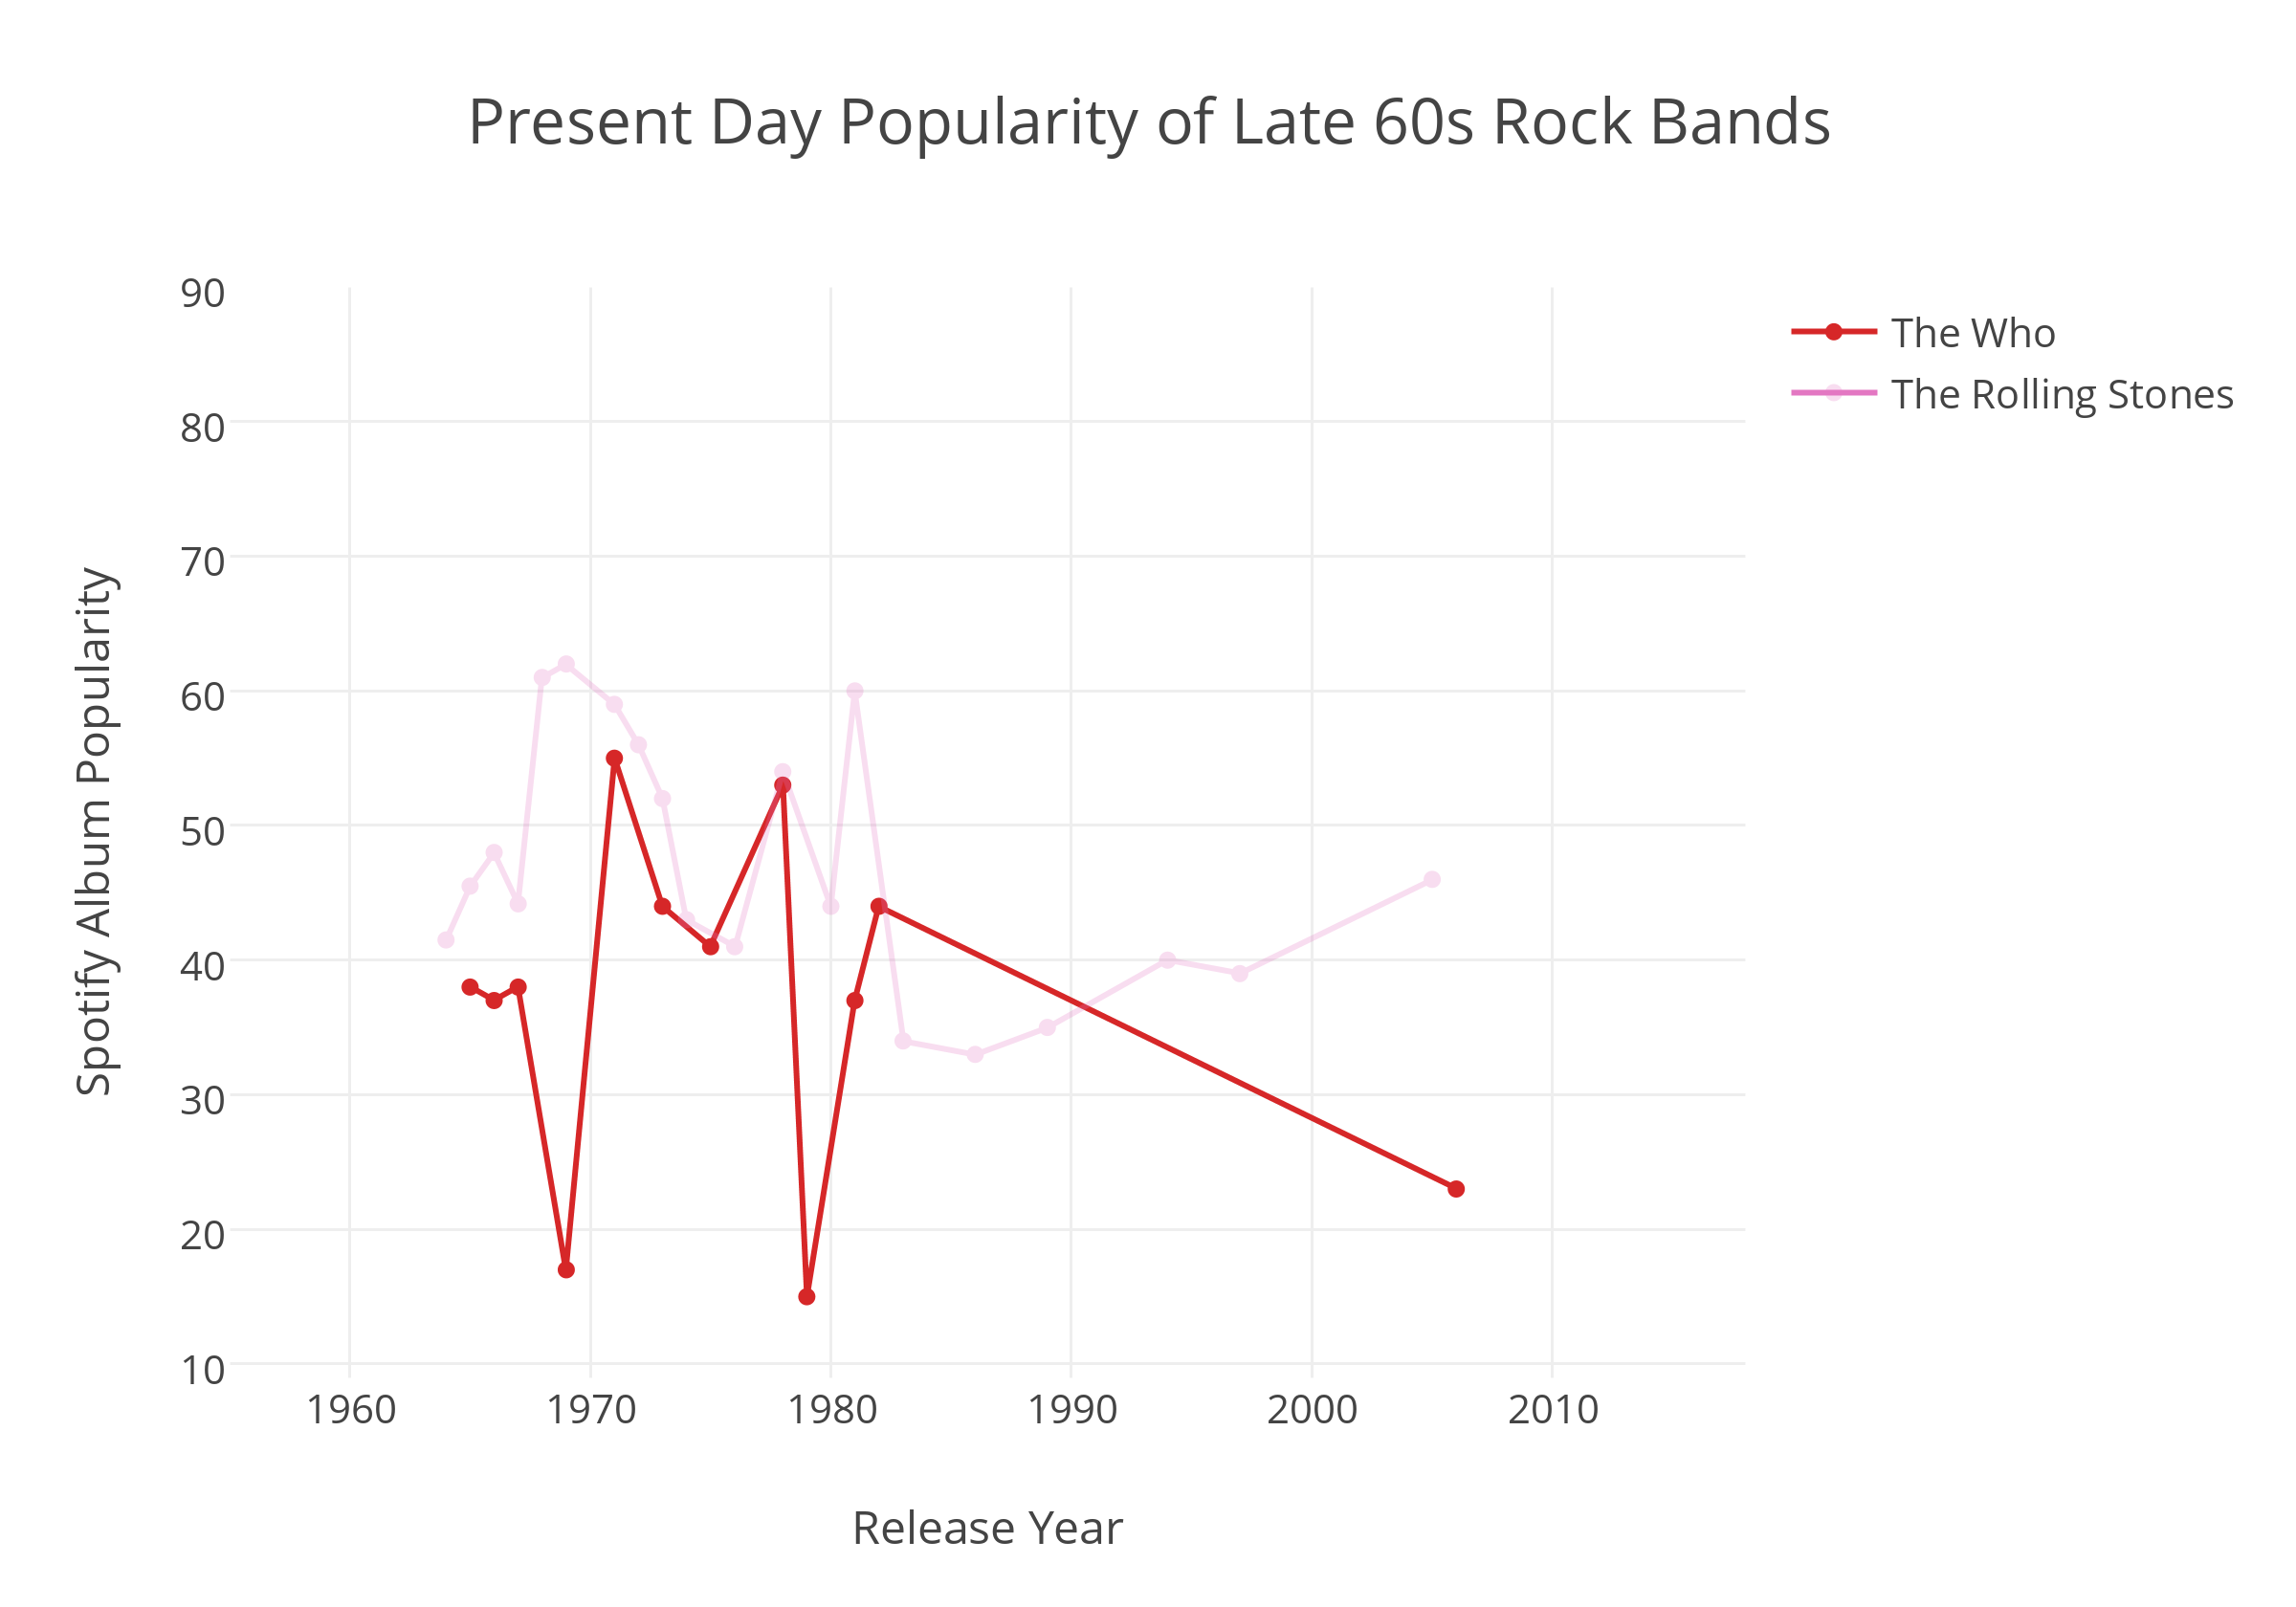 Present Day Popularity of Late 60s Rock Bands
90
80
70
60
50
40
30
20
10
Spotify Album Popularity
1960 1970 1980 1990 2000 2010
Release Year
The Who
The Rolling Stones